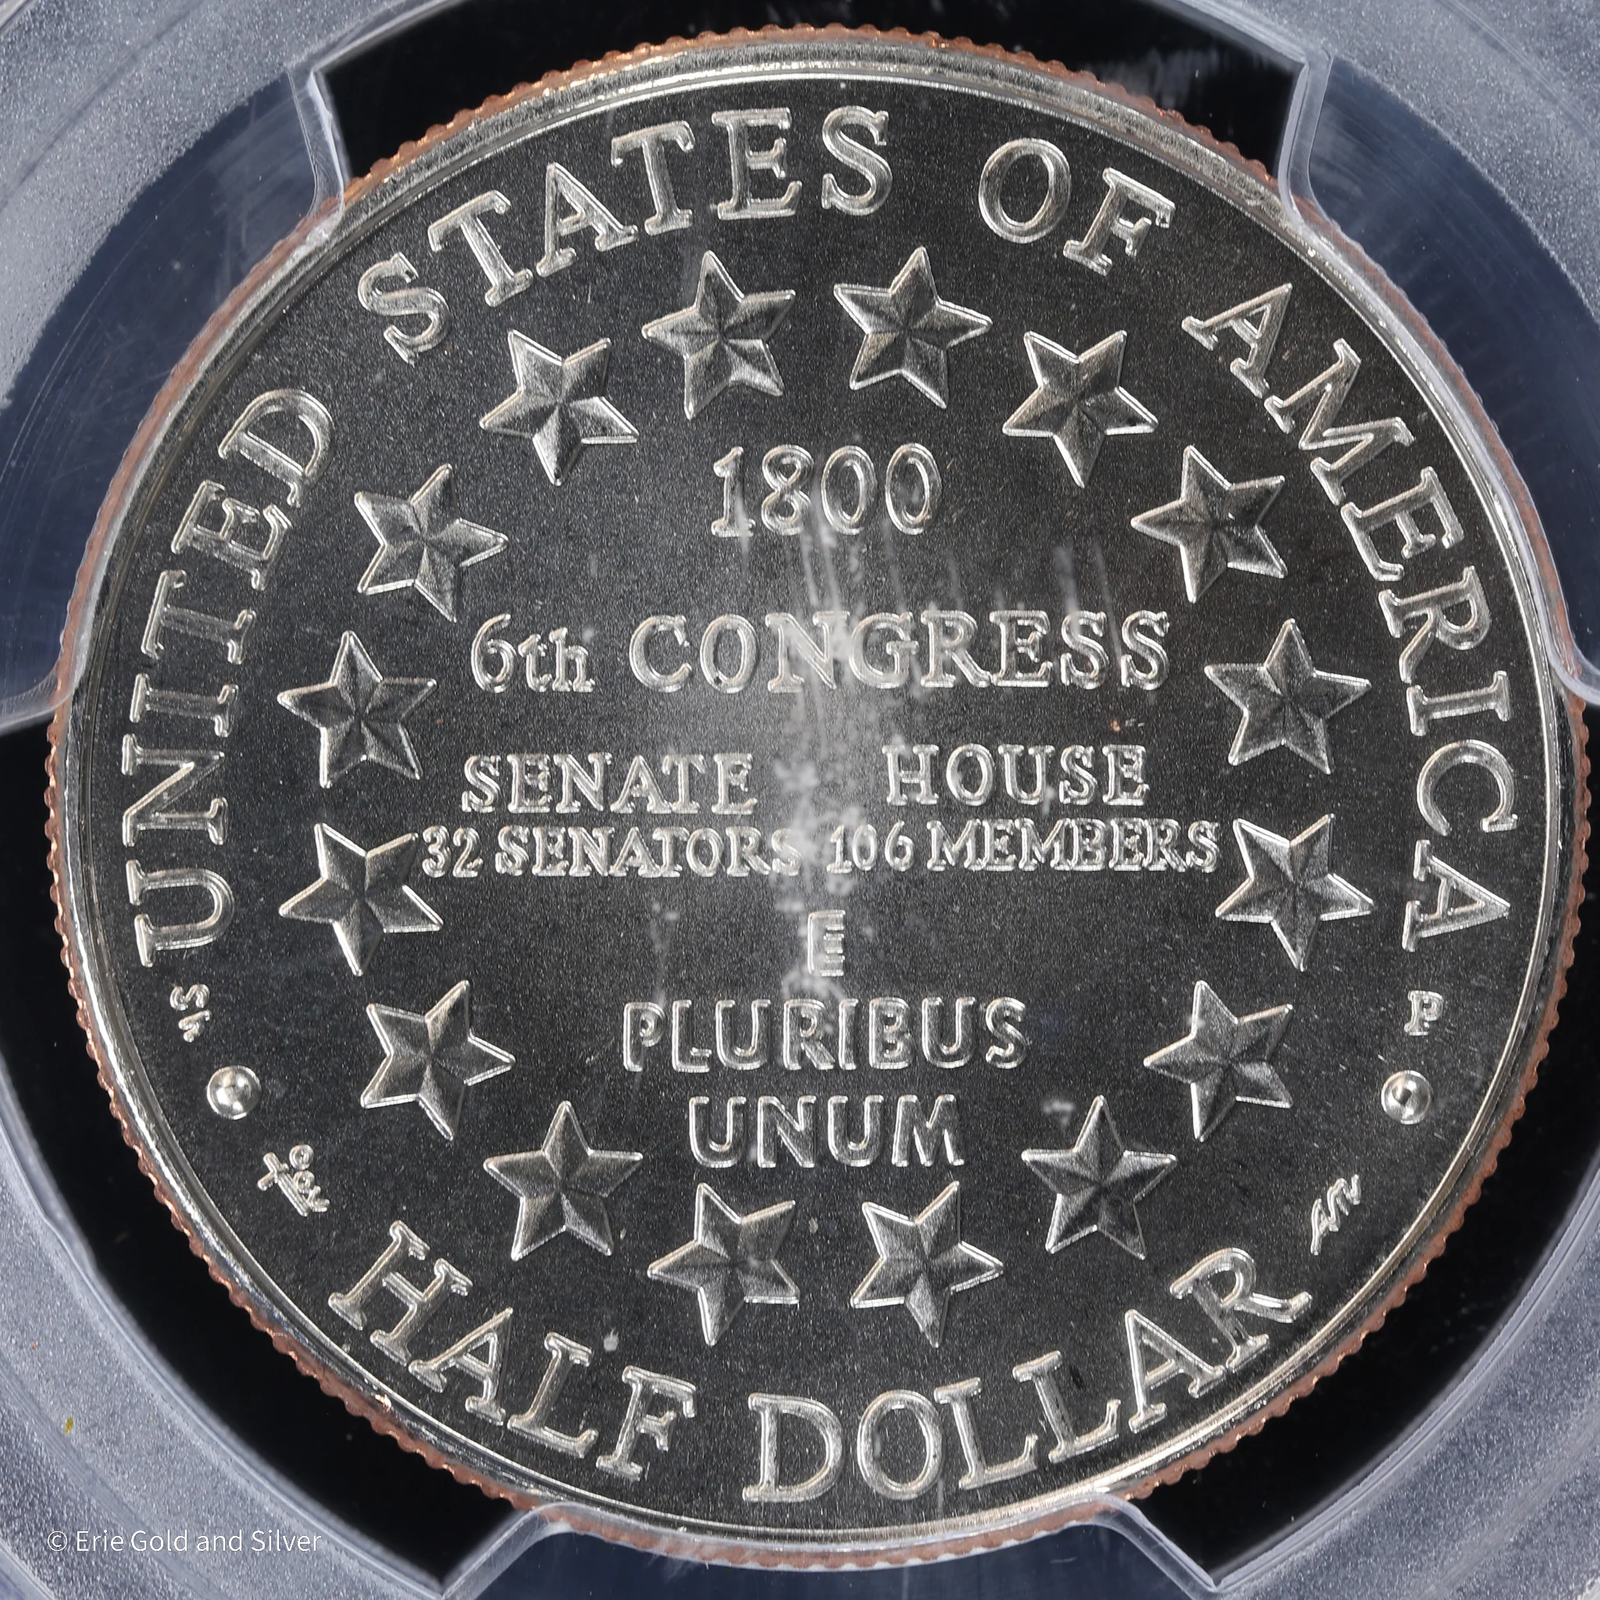 UNITED STATES OF AMERICA
1800
6th CONGRESS
SENATE HOUSE
32 SENATORS 106 MEMBERS
E
PLURIBUS
UNUM
P
HALF DOLLAR
© Erie Gold and Silver